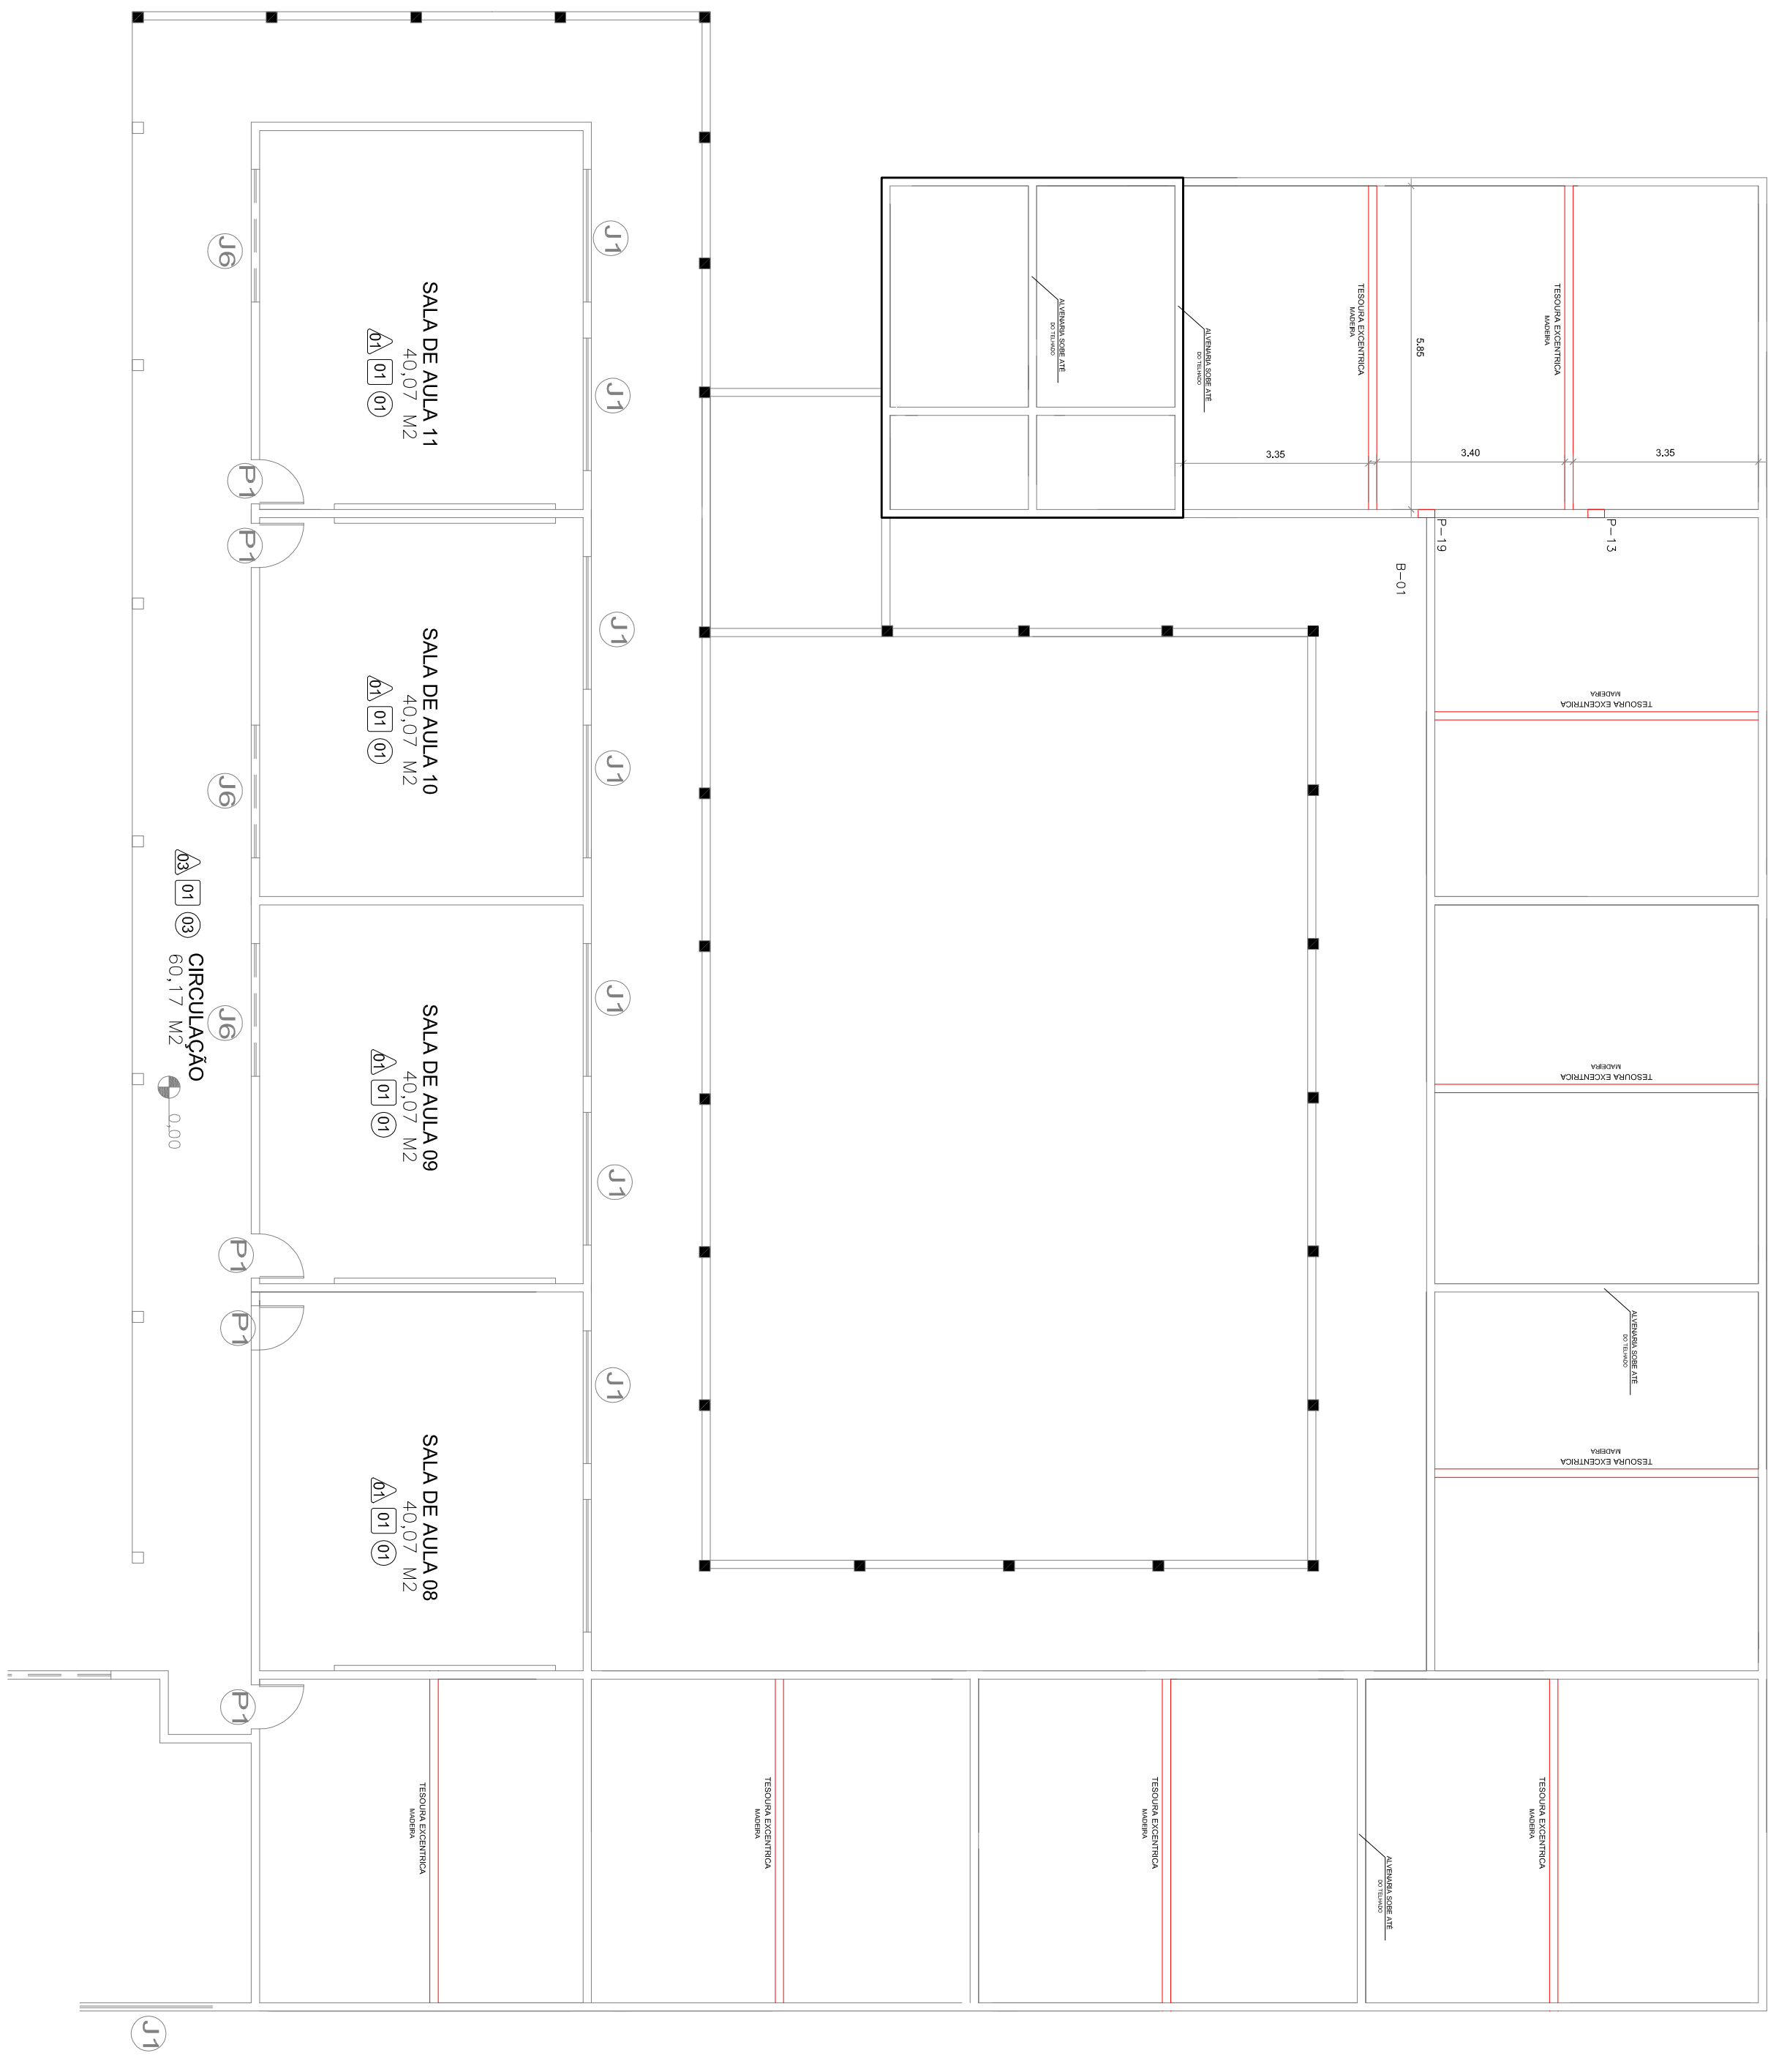 SALA DE AULA 11
40,07 M2
01 01 01
J6
J1
J1
P1
P1
SALA DE AULA 10
40,07 M2
01 01 01
J6
J1
J1
03 01 03
CIRCULAÇÃO
60,17 M2
0,00
J6
SALA DE AULA 09
40,07 M2
01 01 01
J1
J1
P1
P1
SALA DE AULA 08
40,07 M2
01 01 01
J1
P1
J1
ALVENARIA SOBE ATÉ
DO TELHADO
ALVENARIA SOBE ATÉ
DO TELHADO
TESOURA EXCENTRICA
MADEIRA
TESOURA EXCENTRICA
MADEIRA
5.85
3.35
3.40
3.35
P-19
P-13
B-01
TESOURA EXCENTRICA
MADEIRA
TESOURA EXCENTRICA
MADEIRA
ALVENARIA SOBE ATÉ
DO TELHADO
TESOURA EXCENTRICA
MADEIRA
TESOURA EXCENTRICA
MADEIRA
TESOURA EXCENTRICA
MADEIRA
TESOURA EXCENTRICA
MADEIRA
ALVENARIA SOBE ATÉ
DO TELHADO
TESOURA EXCENTRICA
MADEIRA